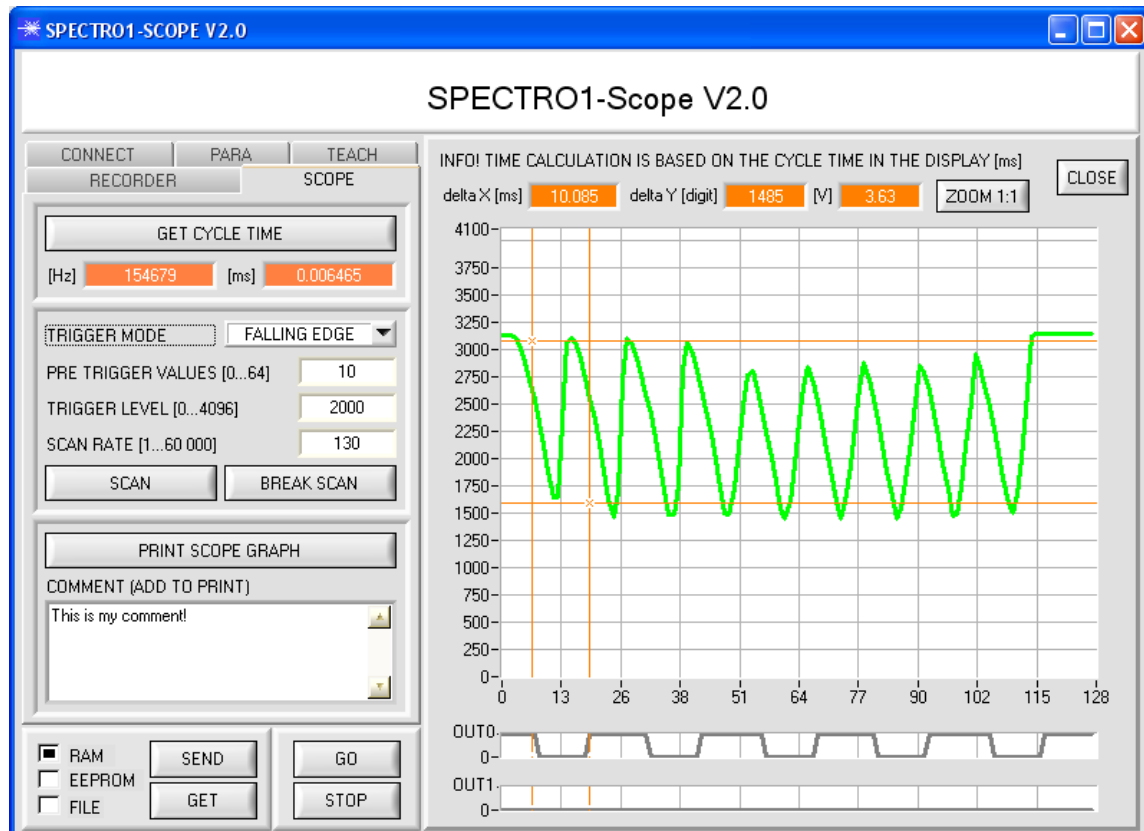 SPECTRO1-SCOPE V2.0
SPECTRO1-Scope V2.0
CONNECT PARA TEACH
RECORDER SCOPE
GET CYCLE TIME
[Hz] 154679 [ms] 0.006465
TRIGGER MODE FALLING EDGE
PRE TRIGGER VALUES [0...64] 10
TRIGGER LEVEL [0...4096] 2000
SCAN RATE [1...60 000] 130
SCAN BREAK SCAN
PRINT SCOPE GRAPH
COMMENT (ADD TO PRINT)
This is my comment!
RAM
EEPROM
FILE
SEND
GET
GO
STOP
INFO! TIME CALCULATION IS BASED ON THE CYCLE TIME IN THE DISPLAY [ms]
CLOSE
delta X [ms] 10.085 delta Y [digit] 1485 [V] 3.63 ZOOM 1:1
4100
3750
3500
3250
3000
2750
2500
2250
2000
1750
1500
1250
1000
750
500
250
0
0 13 26 38 51 64 77 90 102 115 128
OUT0
0
OUT1
0